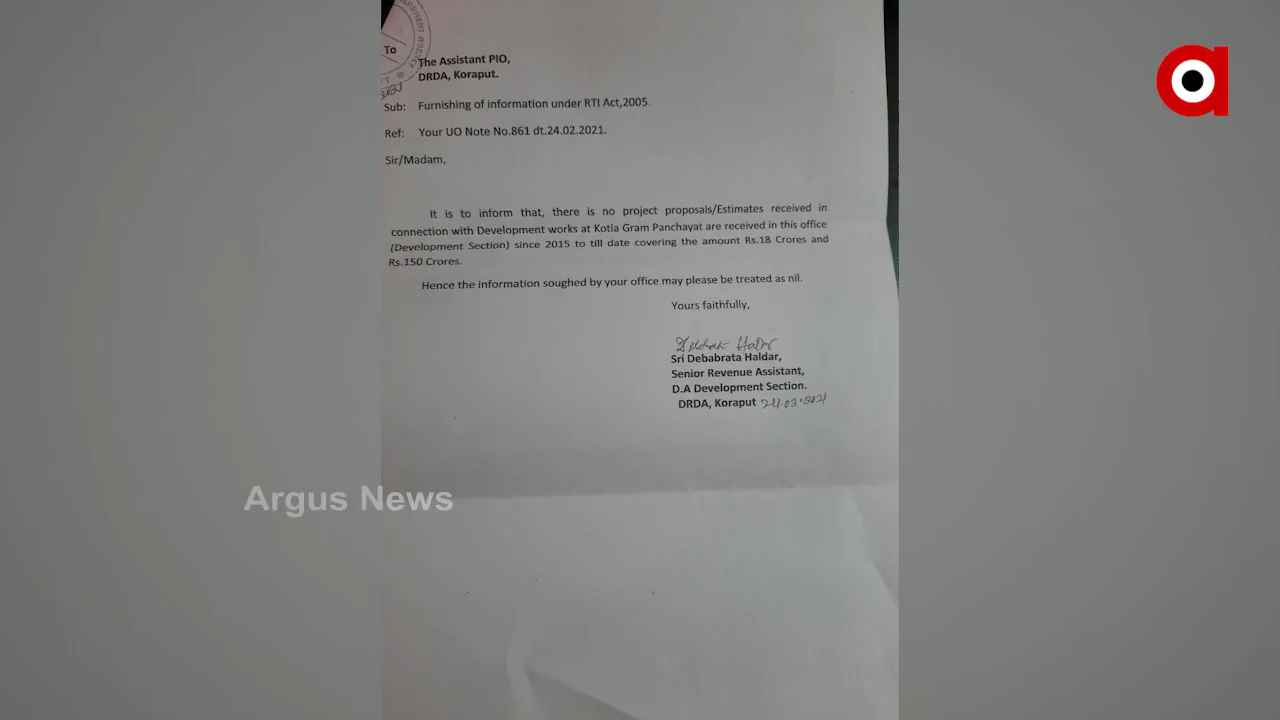 To
The Assistant PIO,
DRDA, Koraput.
Sub: Furnishing of information under RTI Act,2005.
Ref: Your UO Note No.861 dt.24.02.2021.
Sir/Madam,
It is to inform that, there is no project proposals/Estimates received in
connection with Development works at Kotia Gram Panchayat are received in this office
(Development Section) since 2015 to till date covering the amount Rs.18 Crores and
Rs.150 Crores.
Hence the information soughed by your office may please be treated as nil.
Yours faithfully,
Sri Debabrata Haldar,
Senior Revenue Assistant,
D.A Development Section.
DRDA, Koraput 24.02.2021
Argus News